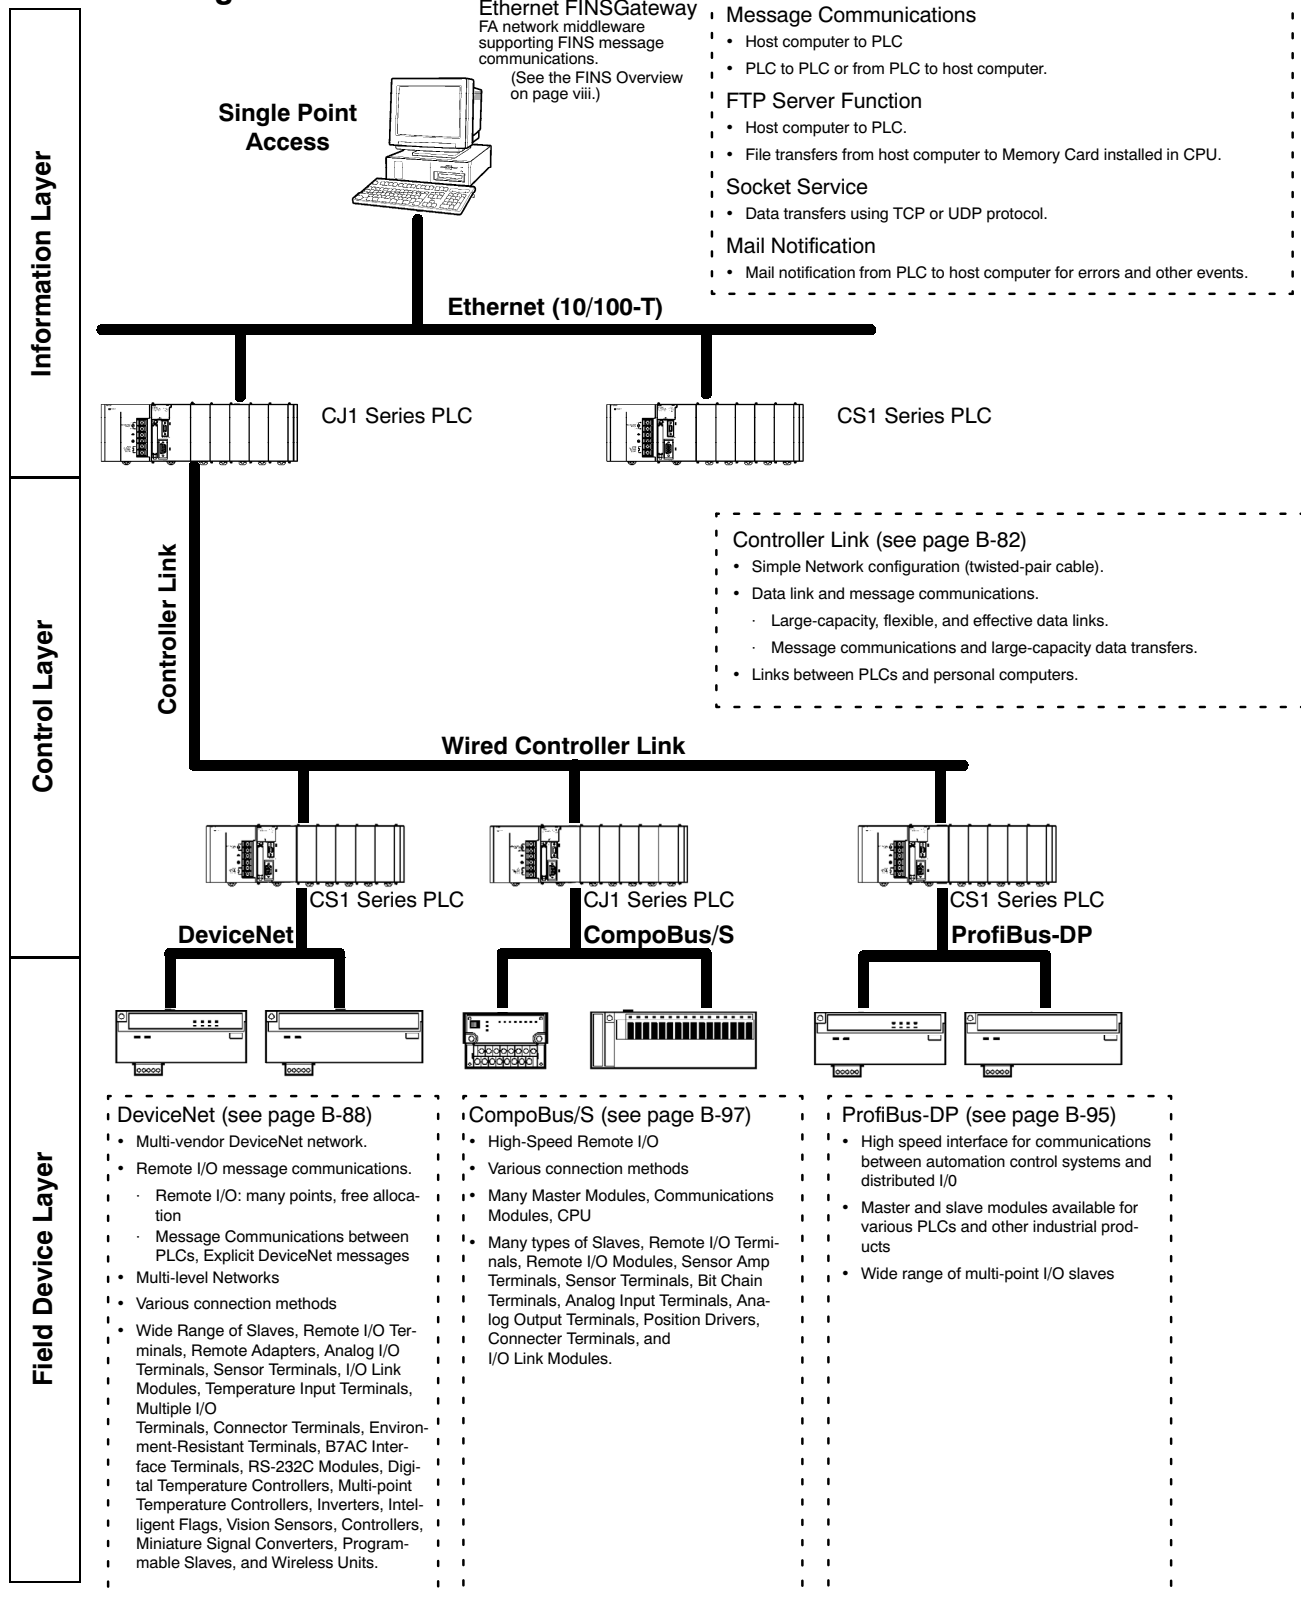 Ethernet FINSGateway
FA network middleware
supporting FINS message
communications.
(See the FINS Overview
on page viii.)
Single Point
Access
Message Communications
• Host computer to PLC
• PLC to PLC or from PLC to host computer.
FTP Server Function
• Host computer to PLC.
• File transfers from host computer to Memory Card installed in CPU.
Socket Service
• Data transfers using TCP or UDP protocol.
Mail Notification
• Mail notification from PLC to host computer for errors and other events.
Information Layer
Ethernet (10/100-T)
CJ1 Series PLC
CS1 Series PLC
Control Layer
Controller Link
Controller Link (see page B-82)
• Simple Network configuration (twisted-pair cable).
• Data link and message communications.
· Large-capacity, flexible, and effective data links.
· Message communications and large-capacity data transfers.
• Links between PLCs and personal computers.
Wired Controller Link
CS1 Series PLC
CJ1 Series PLC
CS1 Series PLC
DeviceNet
CompoBus/S
ProfiBus-DP
Field Device Layer
DeviceNet (see page B-88)
• Multi-vendor DeviceNet network.
• Remote I/O message communications.
· Remote I/O: many points, free alloca-
tion
· Message Communications between
PLCs, Explicit DeviceNet messages
• Multi-level Networks
• Various connection methods
• Wide Range of Slaves, Remote I/O Ter-
minals, Remote Adapters, Analog I/O
Terminals, Sensor Terminals, I/O Link
Modules, Temperature Input Terminals,
Multiple I/O
Terminals, Connector Terminals, Environ-
ment-Resistant Terminals, B7AC Inter-
face Terminals, RS-232C Modules, Digi-
tal Temperature Controllers, Multi-point
Temperature Controllers, Inverters, Intel-
ligent Flags, Vision Sensors, Controllers,
Miniature Signal Converters, Program-
mable Slaves, and Wireless Units.
CompoBus/S (see page B-97)
• High-Speed Remote I/O
• Various connection methods
• Many Master Modules, Communications
Modules, CPU
• Many types of Slaves, Remote I/O Termi-
nals, Remote I/O Modules, Sensor Amp
Terminals, Sensor Terminals, Bit Chain
Terminals, Analog Input Terminals, Ana-
log Output Terminals, Position Drivers,
Connecter Terminals, and
I/O Link Modules.
ProfiBus-DP (see page B-95)
• High speed interface for communications
between automation control systems and
distributed I/0
• Master and slave modules available for
various PLCs and other industrial prod-
ucts
• Wide range of multi-point I/O slaves